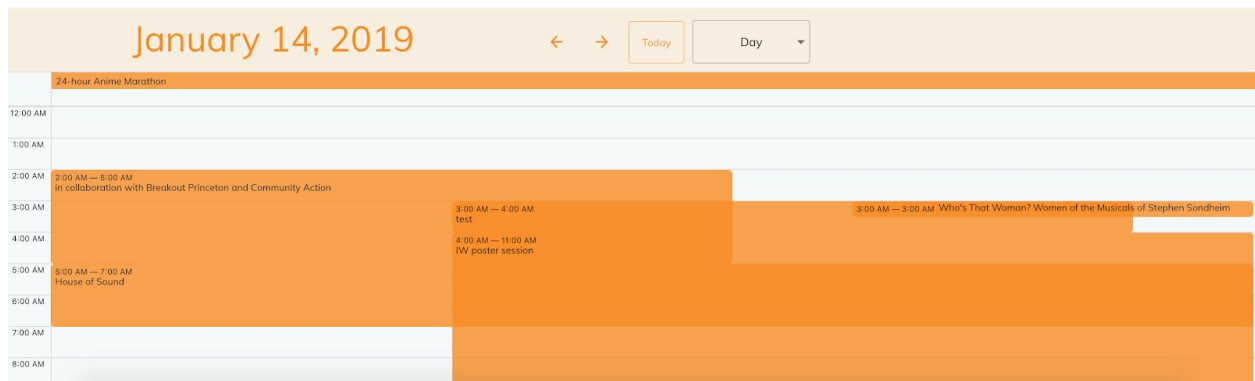 January 14, 2019
Today
Day
24-hour Anime Marathon
12:00 AM
1:00 AM
2:00 AM
2:00 AM — 5:00 AM
in collaboration with Breakout Princeton and Community Action
3:00 AM
3:00 AM — 4:00 AM
test
3:00 AM — 3:00 AM Who's That Woman? Women of the Musicals of Stephen Sondheim
4:00 AM
4:00 AM — 11:00 AM
IW poster session
5:00 AM
5:00 AM — 7:00 AM
House of Sound
6:00 AM
7:00 AM
8:00 AM